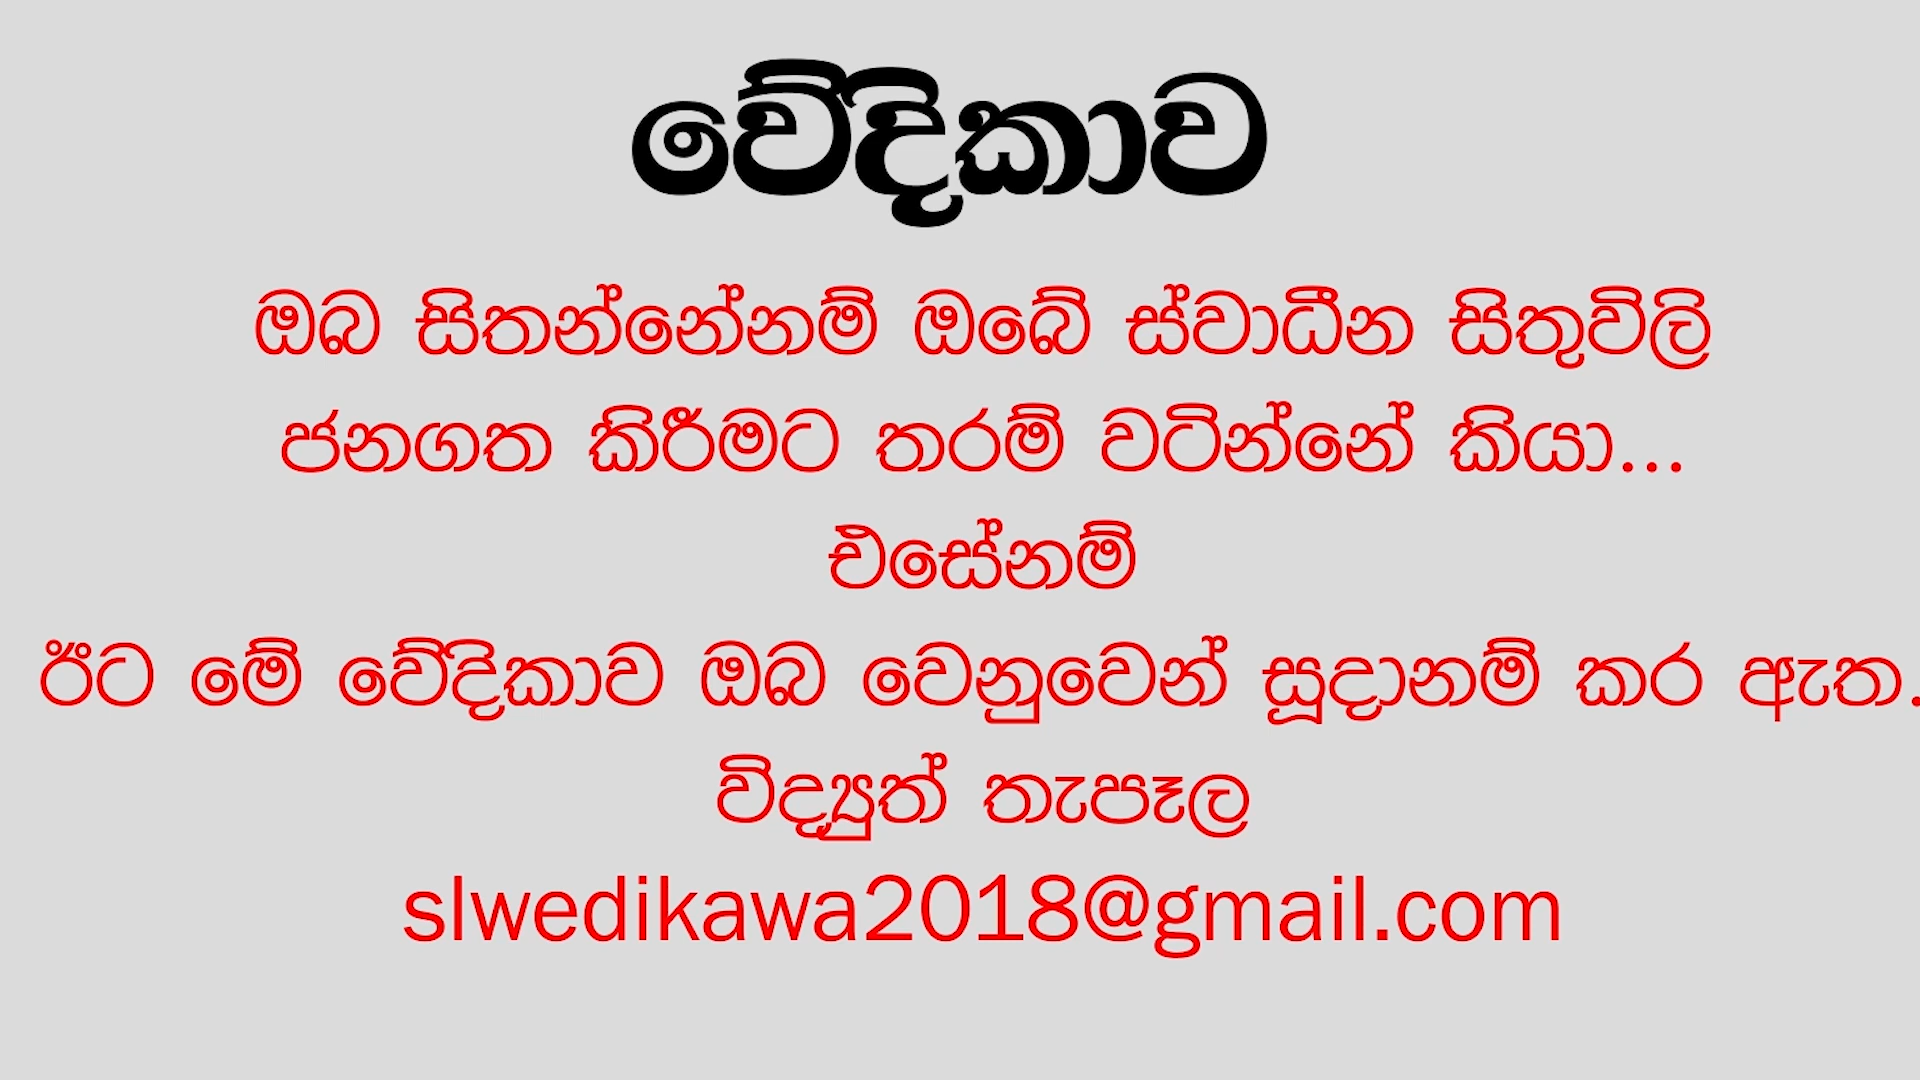 වේදිකාව
ඔබ සිතන්නේනම් ඔබේ ස්වාධීන සිතුවිලි
ජනගත කිරීමට තරම් වටින්නේ කියා...
එසේනම්
ඊට මේ වේදිකාව ඔබ වෙනුවෙන් සූදානම් කර ඇත.
විද්‍යුත් තැපෑල
slwedikawa2018@gmail.com